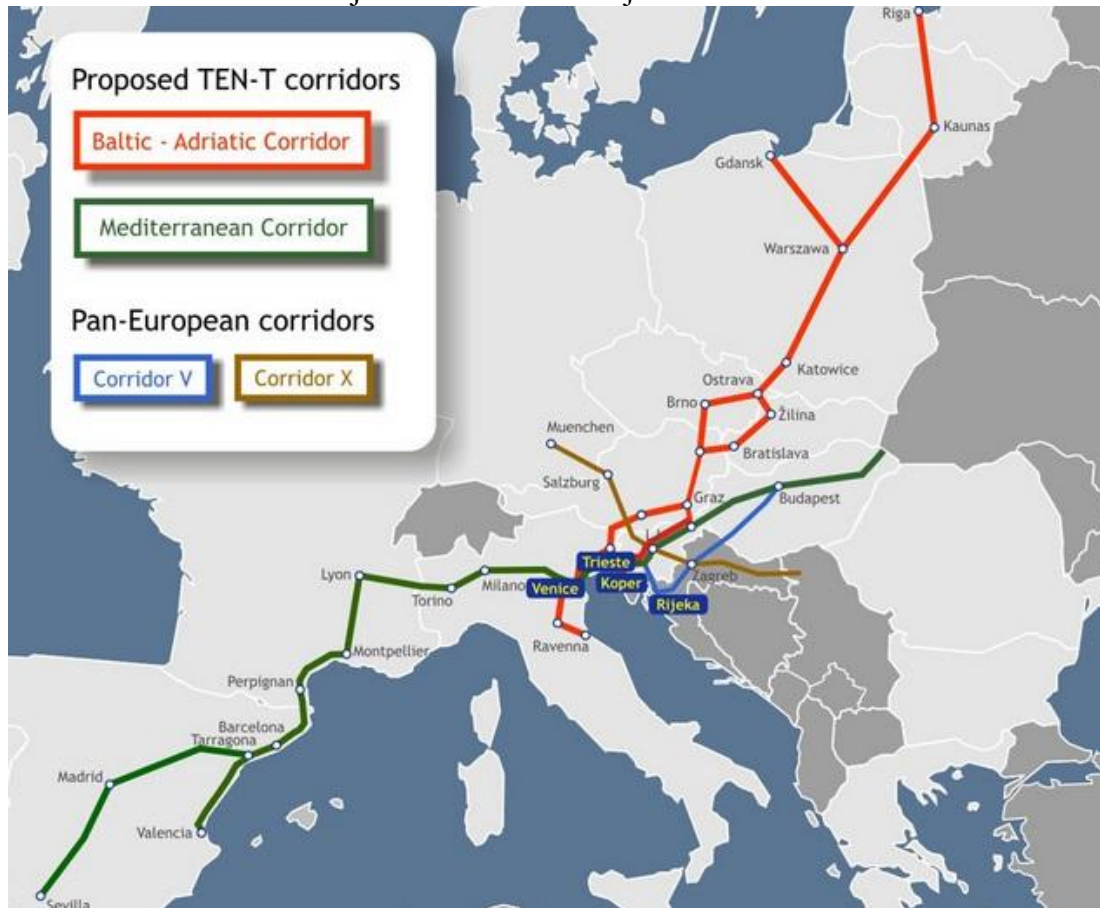 Riga
Proposed TEN-T corridors
Baltic - Adriatic Corridor
Mediterranean Corridor
Pan-European corridors
Corridor V
Corridor X
Kaunas
Gdansk
Warszawa
Katowice
Ostrava
Brno
Žilina
Muenchen
Bratislava
Salzburg
Graz
Budapest
Trieste
Zagreb
Lyon
Milano
Venice
Koper
Torino
Rijeka
Ravenna
Montpellier
Perpignan
Barcelona
Tarragona
Madrid
Valencia
Sevilla